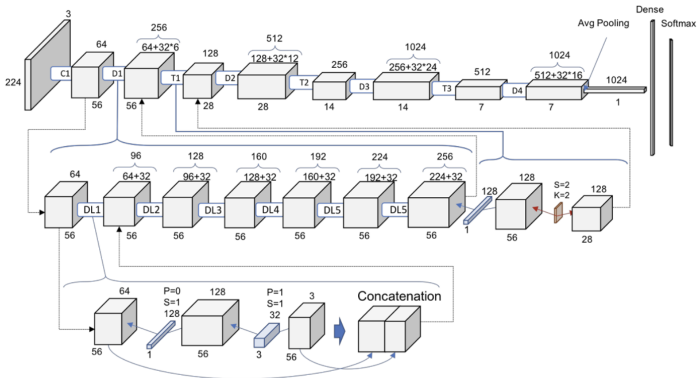 Dense
Softmax
Avg Pooling
3
64
256
64+32*6
128
512
128+32*12
256
1024
256+32*24
512
1024
512+32*16
1024
224
C1
D1
T1
D2
T2
D3
T3
D4
56
56
28
28
14
14
7
7
1
64
96
64+32
128
96+32
160
128+32
192
160+32
224
192+32
256
224+32
128
128
S=2
K=2
128
DL1
DL2
DL3
DL4
DL5
DL5
56
56
56
56
56
56
56
1
56
28
64
P=0
S=1
128
128
P=1
S=1
32
3
Concatenation
56
1
56
3
56